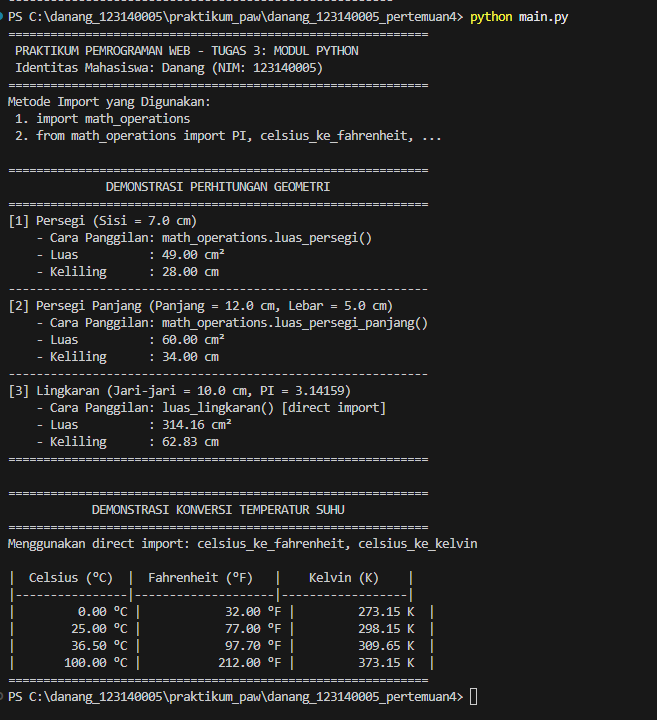 PS C:\danang_123140005\praktikum_paw\danang_123140005_pertemuan4> python main.py
============================================================
 PRAKTIKUM PEMROGRAMAN WEB - TUGAS 3: MODUL PYTHON
 Identitas Mahasiswa: Danang (NIM: 123140005)
============================================================
Metode Import yang Digunakan:
 1. import math_operations
 2. from math_operations import PI, celsius_ke_fahrenheit, ...

============================================================
              DEMONSTRASI PERHITUNGAN GEOMETRI
============================================================
[1] Persegi (Sisi = 7.0 cm)
    - Cara Panggilan: math_operations.luas_persegi()
    - Luas          : 49.00 cm²
    - Keliling      : 28.00 cm
------------------------------------------------------------
[2] Persegi Panjang (Panjang = 12.0 cm, Lebar = 5.0 cm)
    - Cara Panggilan: math_operations.luas_persegi_panjang()
    - Luas          : 60.00 cm²
    - Keliling      : 34.00 cm
------------------------------------------------------------
[3] Lingkaran (Jari-jari = 10.0 cm, PI = 3.14159)
    - Cara Panggilan: luas_lingkaran() [direct import]
    - Luas          : 314.16 cm²
    - Keliling      : 62.83 cm
============================================================

============================================================
            DEMONSTRASI KONVERSI TEMPERATUR SUHU
============================================================
Menggunakan direct import: celsius_ke_fahrenheit, celsius_ke_kelvin

|  Celsius (°C)  |  Fahrenheit (°F)   |    Kelvin (K)    |
|----------------|--------------------|------------------|
|         0.00 °C |            32.00 °F |         273.15 K  |
|        25.00 °C |            77.00 °F |         298.15 K  |
|        36.50 °C |            97.70 °F |         309.65 K  |
|       100.00 °C |           212.00 °F |         373.15 K  |
============================================================
PS C:\danang_123140005\praktikum_paw\danang_123140005_pertemuan4>